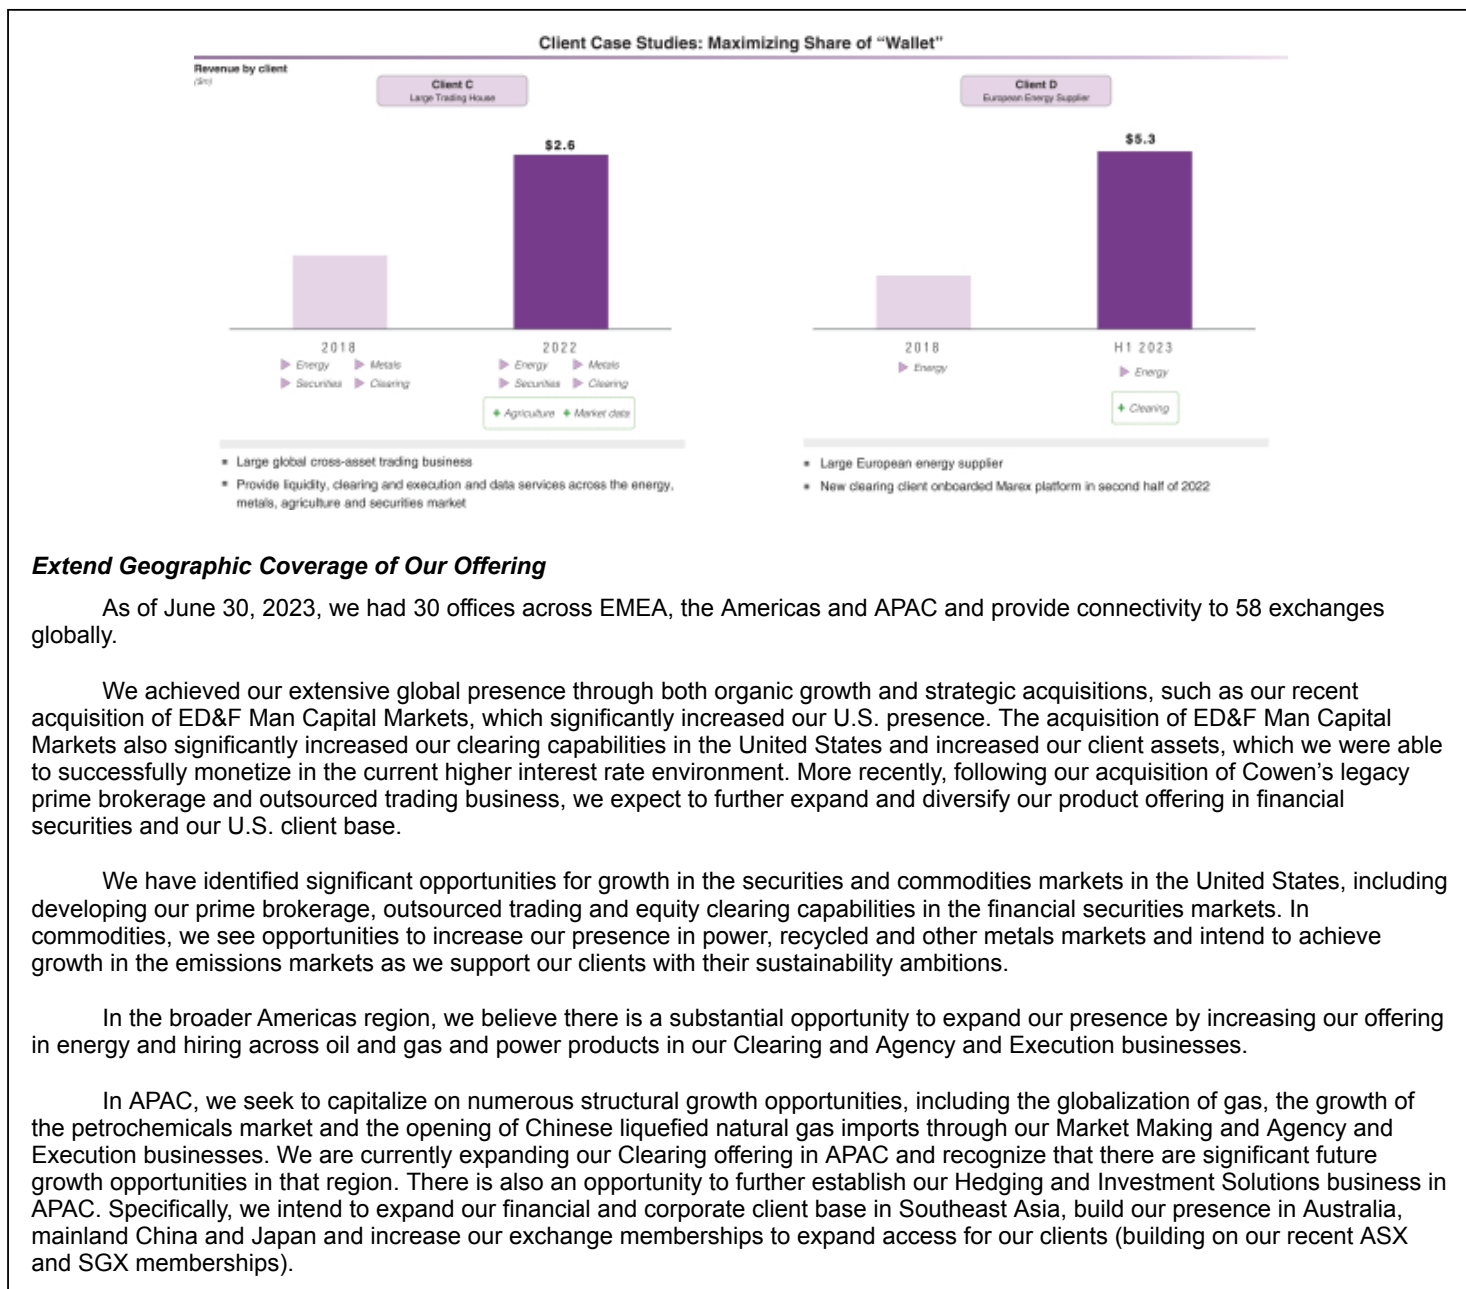 Client Case Studies: Maximizing Share of “Wallet”
Revenue by client
($m)
Client C
Large Trading House
$2.6
2018
2022
Energy Metals
Securities Clearing
Energy Metals
Securities Clearing
+ Agriculture + Market data
Large global cross-asset trading business
Provide liquidity, clearing and execution and data services across the energy,
metals, agriculture and securities market
Client D
European Energy Supplier
$5.3
2018
H1 2023
Energy
Energy
+ Clearing
Large European energy supplier
New clearing client onboarded Marex platform in second half of 2022
Extend Geographic Coverage of Our Offering
As of June 30, 2023, we had 30 offices across EMEA, the Americas and APAC and provide connectivity to 58 exchanges
globally.
We achieved our extensive global presence through both organic growth and strategic acquisitions, such as our recent
acquisition of ED&F Man Capital Markets, which significantly increased our U.S. presence. The acquisition of ED&F Man Capital
Markets also significantly increased our clearing capabilities in the United States and increased our client assets, which we were able
to successfully monetize in the current higher interest rate environment. More recently, following our acquisition of Cowen’s legacy
prime brokerage and outsourced trading business, we expect to further expand and diversify our product offering in financial
securities and our U.S. client base.
We have identified significant opportunities for growth in the securities and commodities markets in the United States, including
developing our prime brokerage, outsourced trading and equity clearing capabilities in the financial securities markets. In
commodities, we see opportunities to increase our presence in power, recycled and other metals markets and intend to achieve
growth in the emissions markets as we support our clients with their sustainability ambitions.
In the broader Americas region, we believe there is a substantial opportunity to expand our presence by increasing our offering
in energy and hiring across oil and gas and power products in our Clearing and Agency and Execution businesses.
In APAC, we seek to capitalize on numerous structural growth opportunities, including the globalization of gas, the growth of
the petrochemicals market and the opening of Chinese liquefied natural gas imports through our Market Making and Agency and
Execution businesses. We are currently expanding our Clearing offering in APAC and recognize that there are significant future
growth opportunities in that region. There is also an opportunity to further establish our Hedging and Investment Solutions business in
APAC. Specifically, we intend to expand our financial and corporate client base in Southeast Asia, build our presence in Australia,
mainland China and Japan and increase our exchange memberships to expand access for our clients (building on our recent ASX
and SGX memberships).